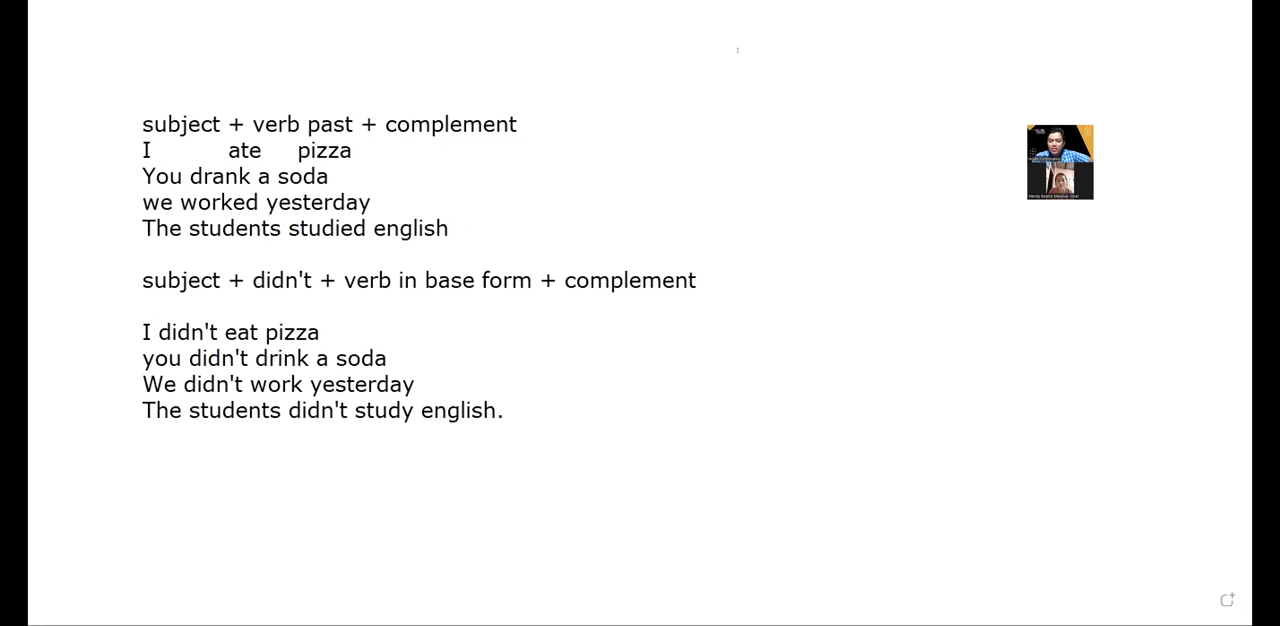 subject + verb past + complement
I ate pizza
You drank a soda
we worked yesterday
The students studied english
subject + didn't + verb in base form + complement
I didn't eat pizza
you didn't drink a soda
We didn't work yesterday
The students didn't study english.